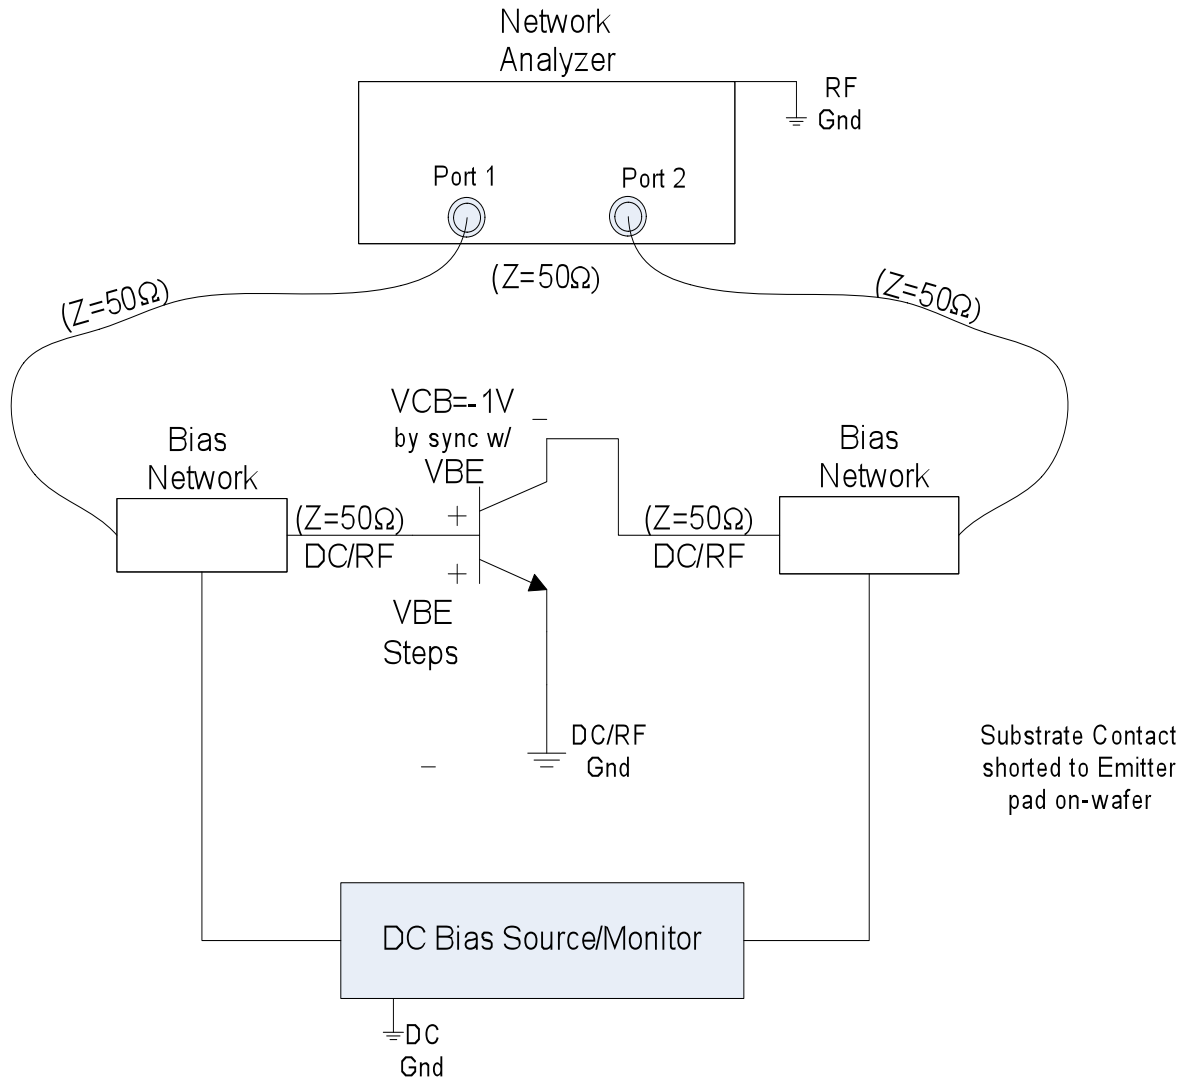 Network
Analyzer
RF
Gnd
Port 1
Port 2
(Z=50Ω)
(Z=50Ω)
(Z=50Ω)
VCB=-1V
by sync w/
VBE
Bias
Network
Bias
Network
(Z=50Ω)
DC/RF
+
–
(Z=50Ω)
DC/RF
+
VBE
Steps
–
DC/RF
Gnd
Substrate Contact
shorted to Emitter
pad on-wafer
DC Bias Source/Monitor
DC
Gnd